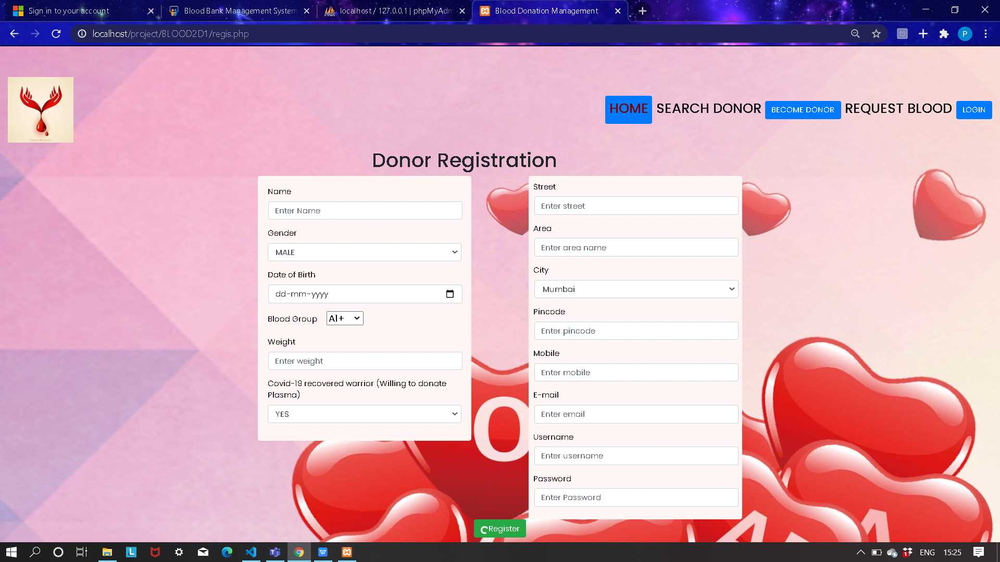 Sign in to your account
Blood Bank Management System
localhost / 127.0.0.1 | phpMyAdm
Blood Donation Management
localhost/project/BLOOD2D1/regis.php
P
HOME SEARCH DONOR BECOME DONOR REQUEST BLOOD LOGIN
Donor Registration
Name
Enter Name
Gender
MALE
Date of Birth
dd-mm-yyyy
Blood Group A1+
Weight
Enter weight
Covid-19 recovered warrior (Willing to donate
Plasma)
YES
Street
Enter street
Area
Enter area name
City
Mumbai
Pincode
Enter pincode
Mobile
Enter mobile
E-mail
Enter email
Username
Enter username
Password
Enter Password
Register
O
A
ENG 15:25